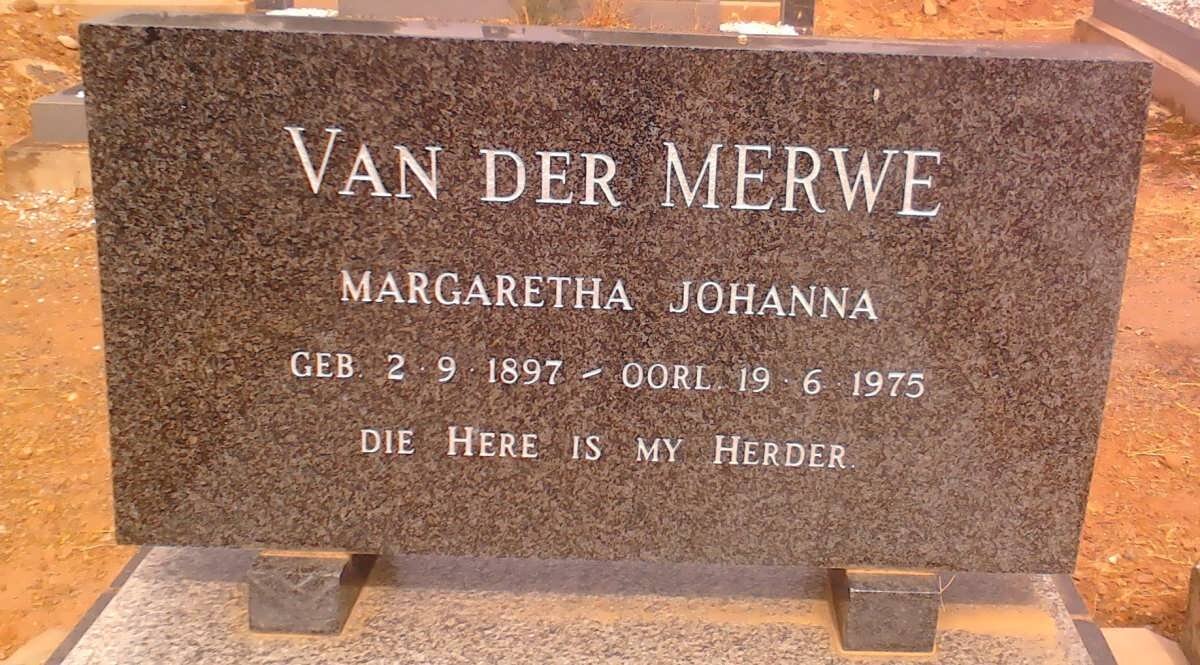 VAN DER MERWE
MARGARETHA JOHANNA
GEB. 2·9·1897 - OORL. 19·6·1975
DIE HERE IS MY HERDER.